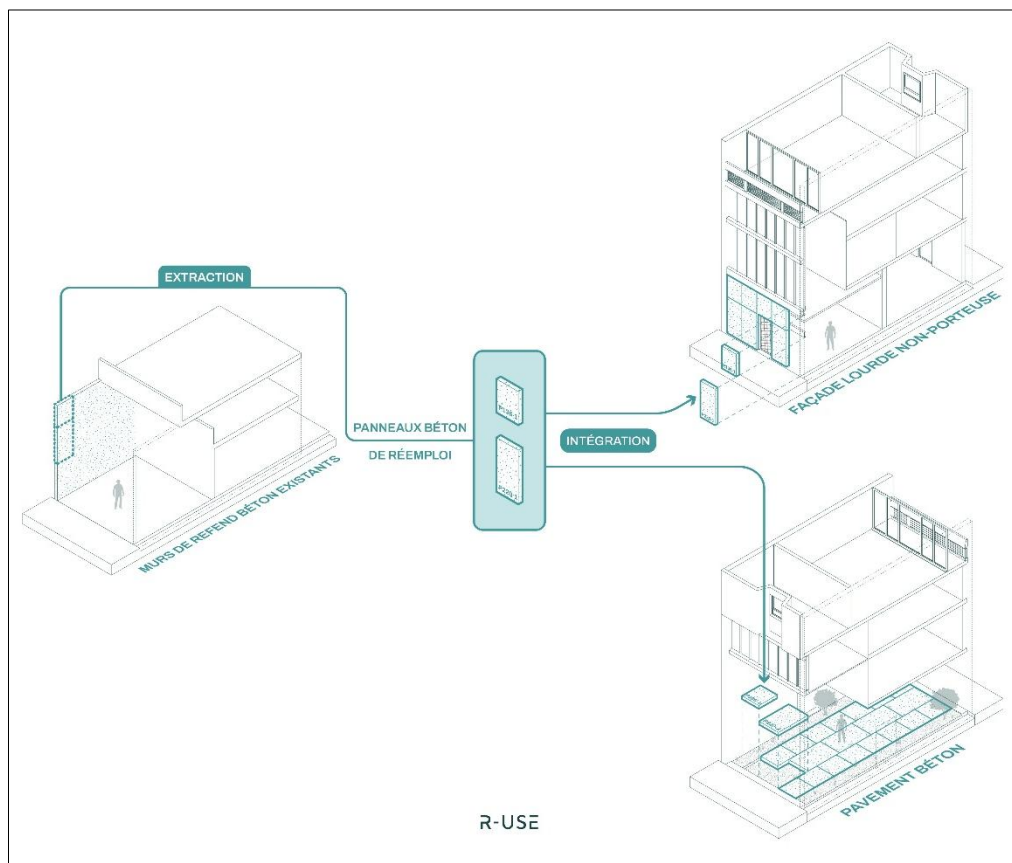 EXTRACTION
MURS DE REFEND BÉTON EXISTANTS
PANNEAUX BÉTON
DE RÉEMPLOI
INTÉGRATION
FAÇADE LOURDE NON-PORTEUSE
PAVEMENT BÉTON
R-USE